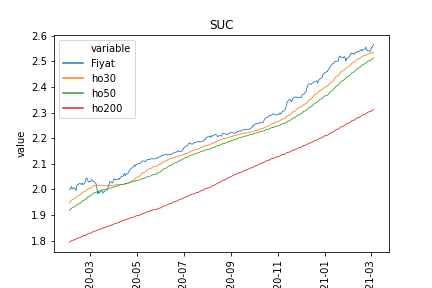 SUC
value
2.6
2.5
2.4
2.3
2.2
2.1
2.0
1.9
1.8
variable
Fiyat
ho30
ho50
ho200
20-03
20-05
20-07
20-09
20-11
21-01
21-03